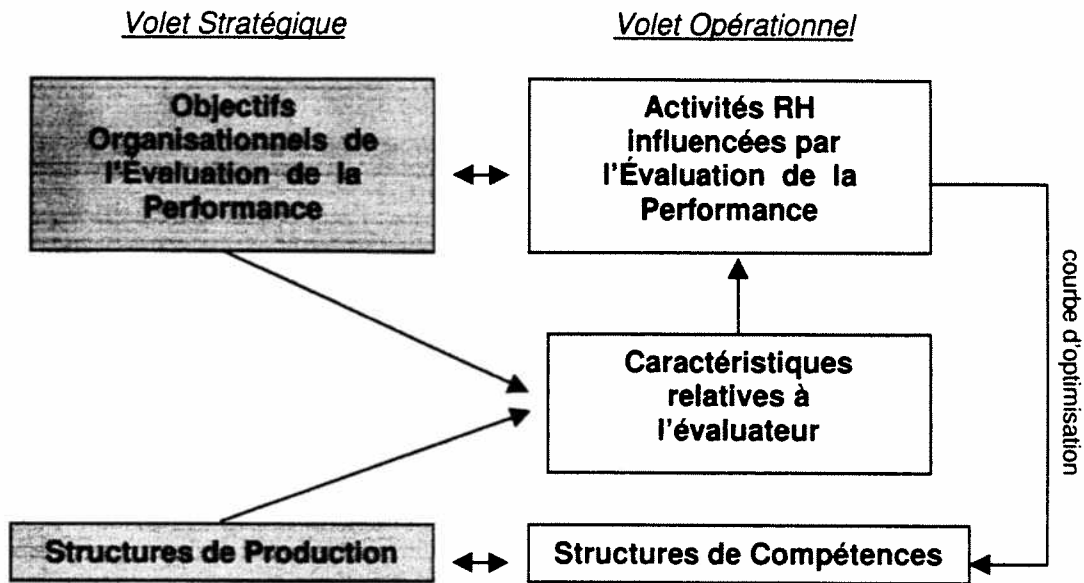 Volet Stratégique
Volet Opérationnel
Objectifs
Organisationnels de
l'Évaluation de la
Performance
Activités RH
influencées par
l'Évaluation de la
Performance
courbe d'optimisation
Caractéristiques
relatives à
l'évaluateur
Structures de Production
Structures de Compétences